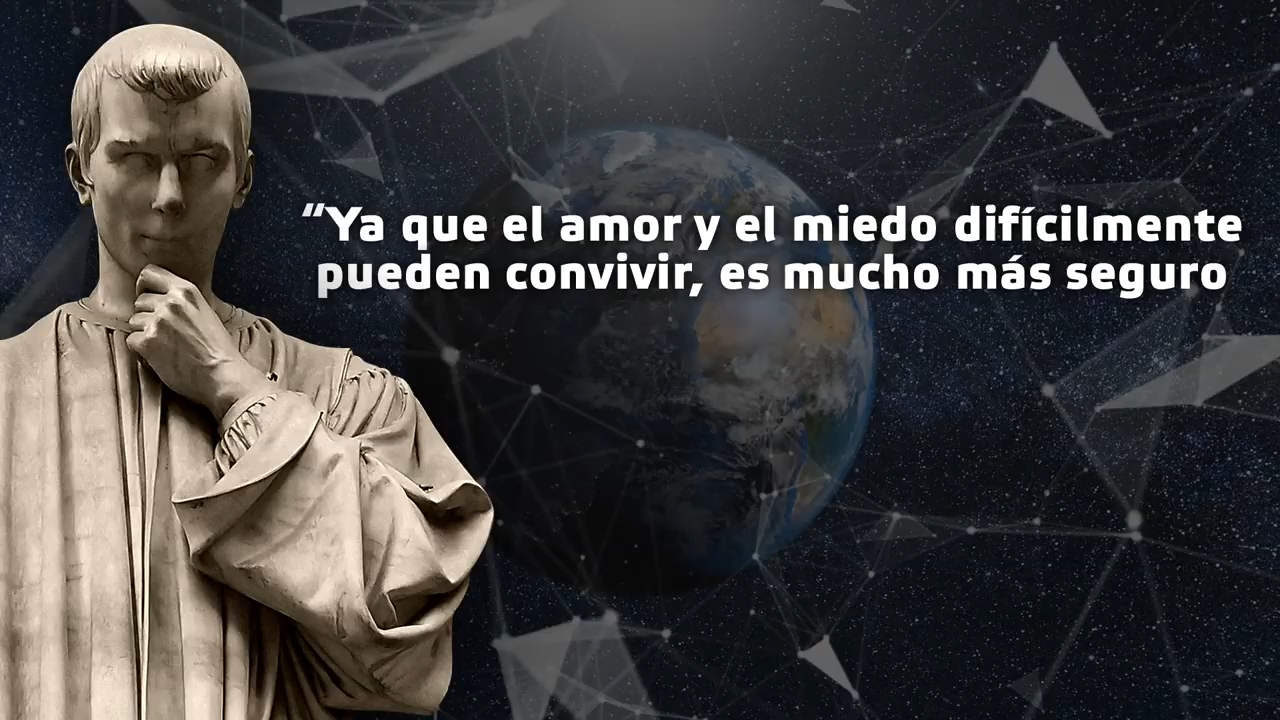 “Ya que el amor y el miedo difícilmente
pueden convivir, es mucho más seguro